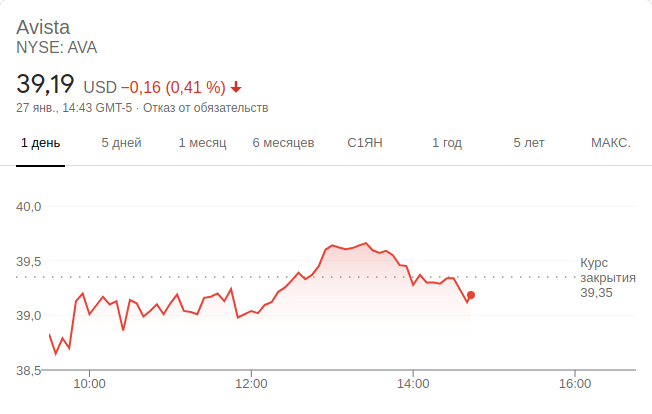 Avista
NYSE: AVA
39,19 USD −0,16 (0,41 %)
27 янв., 14:43 GMT-5 · Отказ от обязательств
1 день 5 дней 1 месяц 6 месяцев С1ЯН 1 год 5 лет МАКС.
40,0
39,5
39,0
38,5
Курс
закрытия
39,35
10:00 12:00 14:00 16:00